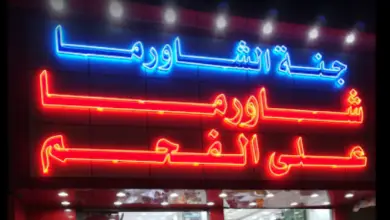 جنة الشاورما
شاورما
على الفحم